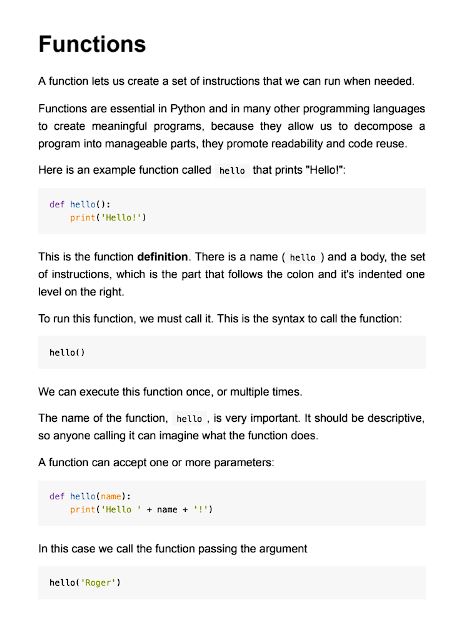 Functions
A function lets us create a set of instructions that we can run when needed.
Functions are essential in Python and in many other programming languages
to create meaningful programs, because they allow us to decompose a
program into manageable parts, they promote readability and code reuse.
Here is an example function called hello that prints "Hello!":
def hello():
    print('Hello!')
This is the function definition. There is a name ( hello ) and a body, the set
of instructions, which is the part that follows the colon and it's indented one
level on the right.
To run this function, we must call it. This is the syntax to call the function:
hello()
We can execute this function once, or multiple times.
The name of the function, hello , is very important. It should be descriptive,
so anyone calling it can imagine what the function does.
A function can accept one or more parameters:
def hello(name):
    print('Hello ' + name + '!')
In this case we call the function passing the argument
hello('Roger')